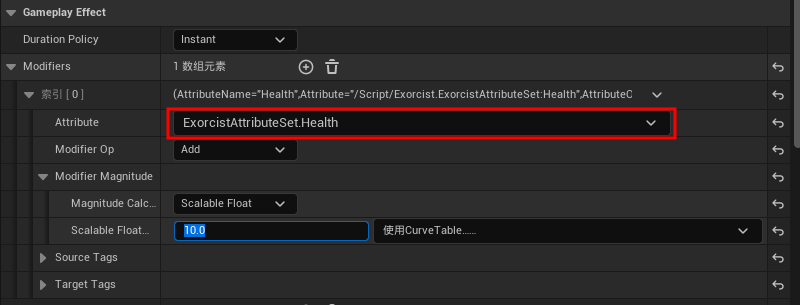 Gameplay Effect
Duration Policy Instant
Modifiers 1 数组元素
索引 [ 0 ] (AttributeName="Health",Attribute="/Script/Exorcist.ExorcistAttributeSet:Health",AttributeC
Attribute ExorcistAttributeSet.Health
Modifier Op Add
Modifier Magnitude
Magnitude Calc... Scalable Float
Scalable Float... 10.0 使用CurveTable......
Source Tags
Target Tags